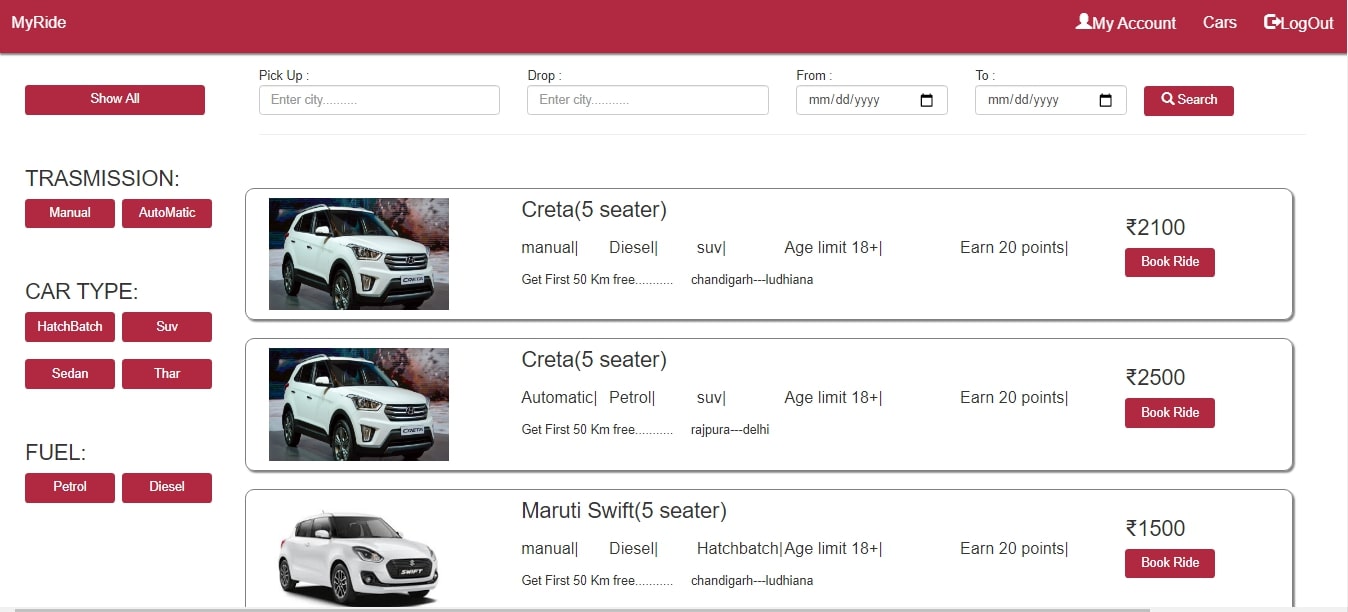 MyRide
My Account Cars LogOut
Show All
Pick Up : Drop : From : To :
Enter city.......... Enter city........... mm/dd/yyyy mm/dd/yyyy Search
TRASMISSION:
Manual AutoMatic
CAR TYPE:
HatchBatch Suv
Sedan Thar
FUEL:
Petrol Diesel
CRETA
Creta(5 seater)
manual| Diesel| suv| Age limit 18+| Earn 20 points|
Get First 50 Km free........... chandigarh---ludhiana
₹2100
Book Ride
CRETA
Creta(5 seater)
Automatic| Petrol| suv| Age limit 18+| Earn 20 points|
Get First 50 Km free........... rajpura---delhi
₹2500
Book Ride
SWIFT
Maruti Swift(5 seater)
manual| Diesel| Hatchbatch| Age limit 18+| Earn 20 points|
Get First 50 Km free........... chandigarh---ludhiana
₹1500
Book Ride